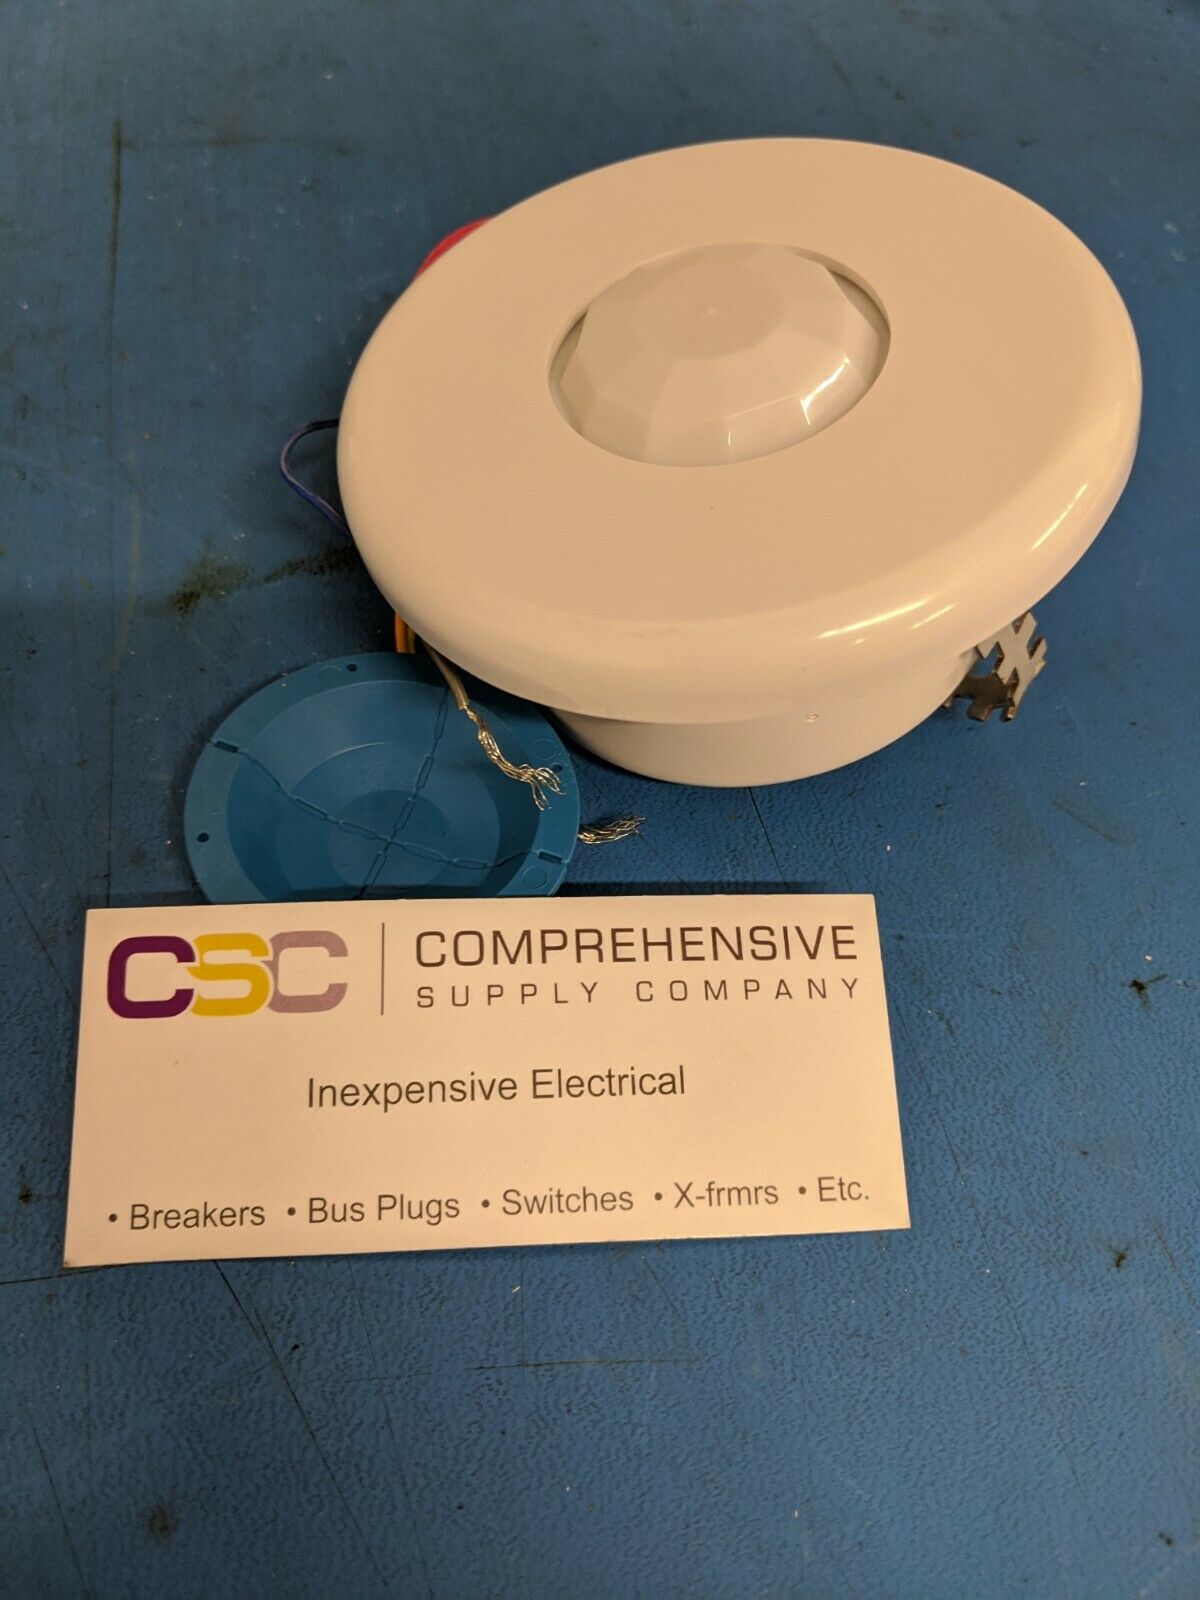 CSC
COMPREHENSIVE
SUPPLY COMPANY
Inexpensive Electrical
• Breakers • Bus Plugs • Switches • X-frmrs • Etc.